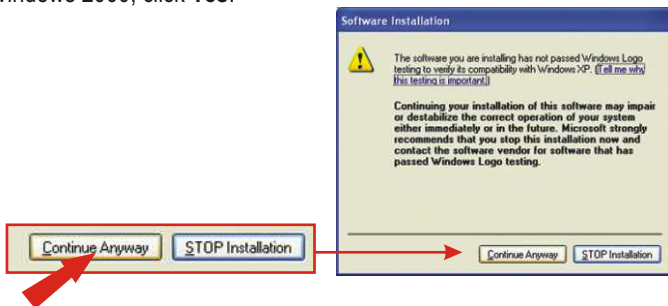 Windows 2000, click Yes.
Software Installation
The software you are installing has not passed Windows Logo
testing to verify its compatibility with Windows XP. (Tell me why
this testing is important.)
Continuing your installation of this software may impair
or destabilize the correct operation of your system
either immediately or in the future. Microsoft strongly
recommends that you stop this installation now and
contact the software vendor for software that has
passed Windows Logo testing.
Continue Anyway STOP Installation
Continue Anyway STOP Installation